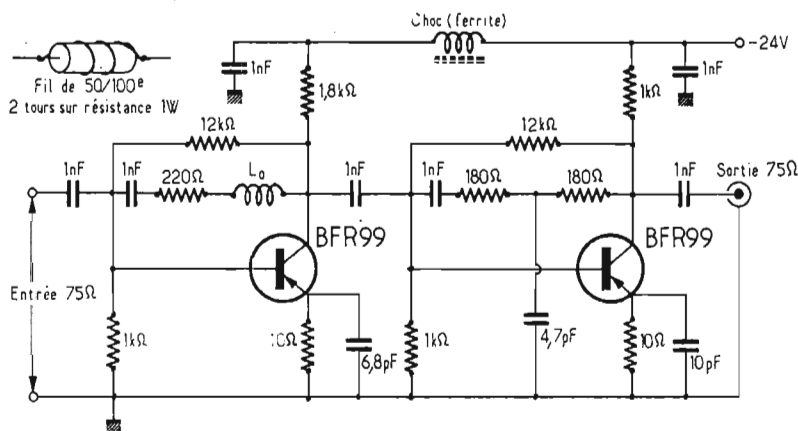 Choc (ferrite)
-24V
1nF
1nF
Fil de 50/100e
2 tours sur résistance 1W
1,8kΩ
1kΩ
12kΩ
12kΩ
1nF
1nF
220Ω
Lo
1nF
1nF
180Ω
180Ω
1nF
Sortie 75Ω
BFR99
BFR99
Entrée 75Ω
1kΩ
10Ω
6,8pF
1kΩ
4,7pF
10Ω
10pF